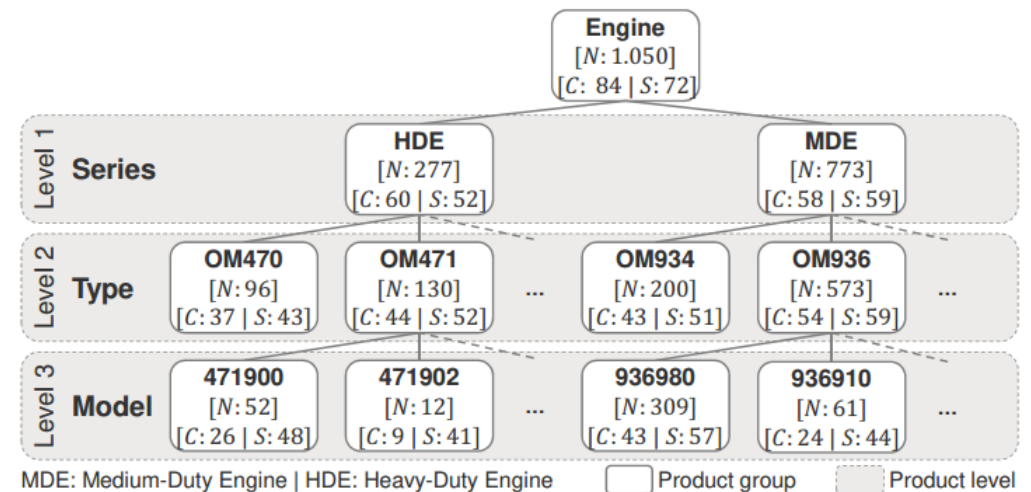 Engine
[N: 1.050]
[C: 84 | S: 72]
Level 1
Series
HDE
[N: 277]
[C: 60 | S: 52]
MDE
[N: 773]
[C: 58 | S: 59]
Level 2
Type
OM470
[N: 96]
[C: 37 | S: 43]
OM471
[N: 130]
[C: 44 | S: 52]
...
OM934
[N: 200]
[C: 43 | S: 51]
OM936
[N: 573]
[C: 54 | S: 59]
...
Level 3
Model
471900
[N: 52]
[C: 26 | S: 48]
471902
[N: 12]
[C: 9 | S: 41]
...
936980
[N: 309]
[C: 43 | S: 57]
936910
[N: 61]
[C: 24 | S: 44]
...
MDE: Medium-Duty Engine | HDE: Heavy-Duty Engine
Product group
Product level